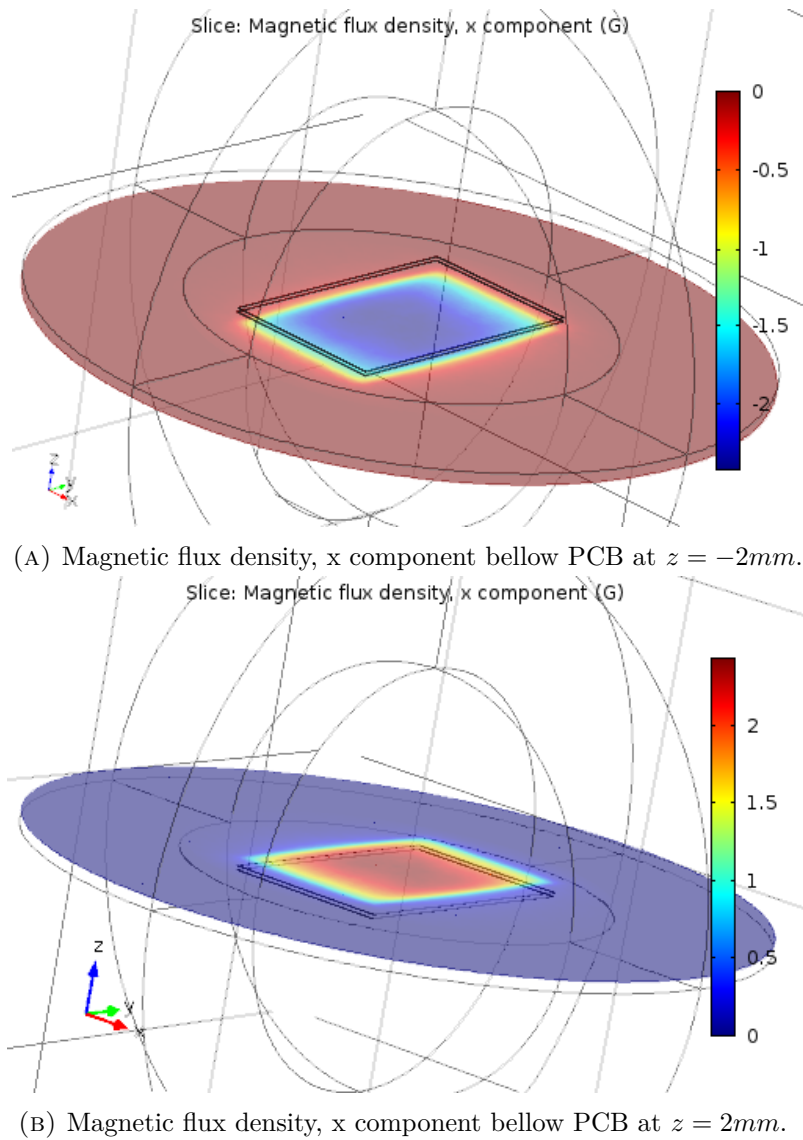 Slice: Magnetic flux density, x component (G)
0
-0.5
-1
-1.5
-2
z
y
x
(A) Magnetic flux density, x component bellow PCB at z = −2mm.
Slice: Magnetic flux density, x component (G)
2
1.5
1
0.5
0
z
y
x
(B) Magnetic flux density, x component bellow PCB at z = 2mm.